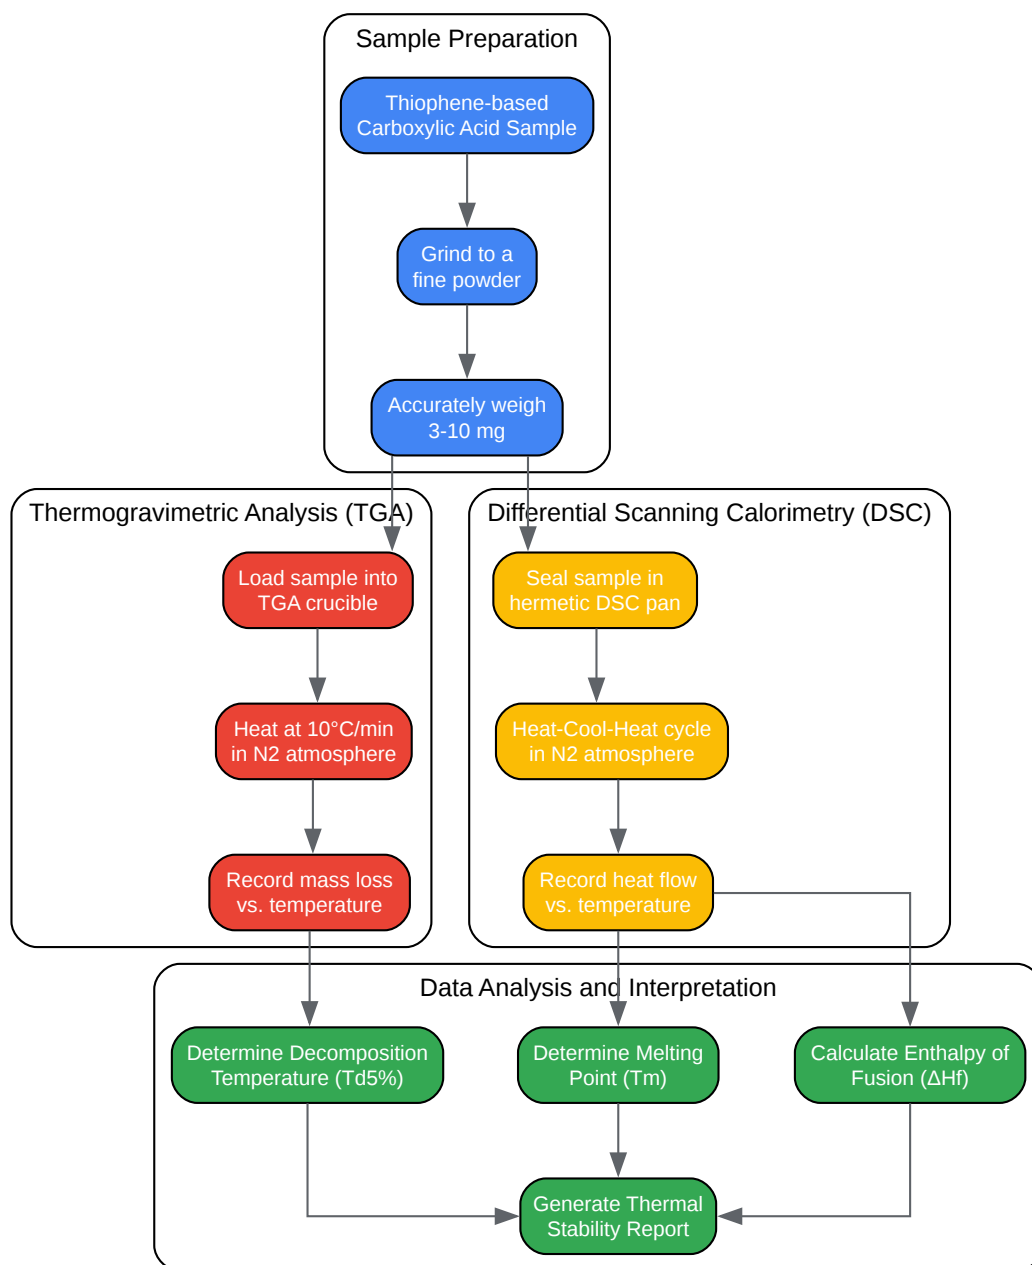 Sample Preparation
Thiophene-based
Carboxylic Acid Sample
Grind to a
fine powder
Accurately weigh
3-10 mg
Thermogravimetric Analysis (TGA)
Load sample into
TGA crucible
Heat at 10°C/min
in N2 atmosphere
Record mass loss
vs. temperature
Differential Scanning Calorimetry (DSC)
Seal sample in
hermetic DSC pan
Heat-Cool-Heat cycle
in N2 atmosphere
Record heat flow
vs. temperature
Data Analysis and Interpretation
Determine Decomposition
Temperature (Td5%)
Determine Melting
Point (Tm)
Calculate Enthalpy of
Fusion (ΔHf)
Generate Thermal
Stability Report